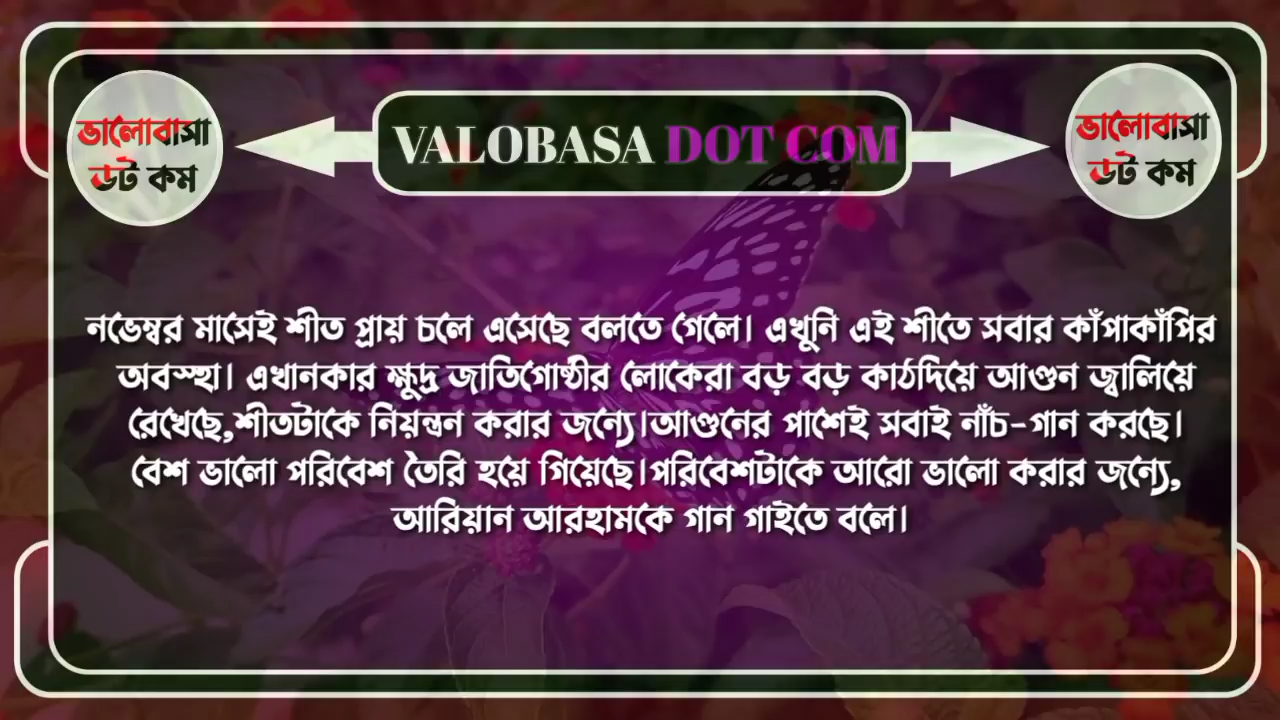 ভালোবাসা
ডট কম
VALOBASA DOT COM
ভালোবাসা
ডট কম
নভেম্বর মাসেই শীত প্রায় চলে এসেছে বলতে গেলে। এখুনি এই শীতে সবার কাঁপাকাঁপির
অবস্হা। এখানকার ক্ষুদ্র জাতিগোষ্ঠীর লোকেরা বড় বড় কাঠদিয়ে আগুন জ্বালিয়ে
রেখেছে,শীতটাকে নিয়ন্ত্রন করার জন্যে।আগুনের পাশেই সবাই নাঁচ-গান করছে।
বেশ ভালো পরিবেশ তৈরি হয়ে গিয়েছে।পরিবেশটাকে আরো ভালো করার জন্যে,
আরিয়ান আরহামকে গান গাইতে বলে।